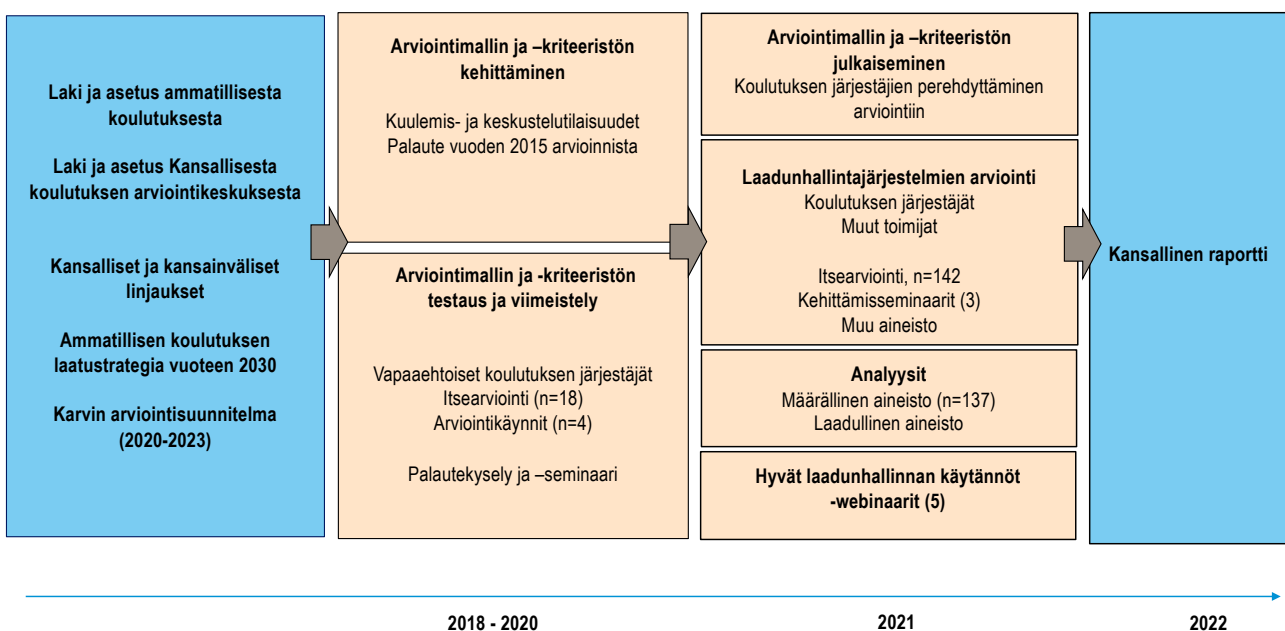 Laki ja asetus ammatillisesta
koulutuksesta
Laki ja asetus Kansallisesta
koulutuksen arviointikeskuksesta
Kansalliset ja kansainväliset
linjaukset
Ammatillisen koulutuksen
laatustrategia vuoteen 2030
Karvin arviointisuunnitelma
(2020-2023)
Arviointimallin ja –kriteeristön
kehittäminen
Kuulemis- ja keskustelutilaisuudet
Palaute vuoden 2015 arvioinnista
Arviointimallin ja -kriteeristön
testaus ja viimeistely
Vapaaehtoiset koulutuksen järjestäjät
Itsearviointi (n=18)
Arviointikäynnit (n=4)
Palautekysely ja –seminaari
Arviointimallin ja –kriteeristön
julkaiseminen
Koulutuksen järjestäjien perehdyttäminen
arviointiin
Laadunhallintajärjestelmien arviointi
Koulutuksen järjestäjät
Muut toimijat
Itsearviointi, n=142
Kehittämisseminaarit (3)
Muu aineisto
Analyysit
Määrällinen aineisto (n=137)
Laadullinen aineisto
Hyvät laadunhallinnan käytännöt
-webinaarit (5)
Kansallinen raportti
2018 - 2020
2021
2022